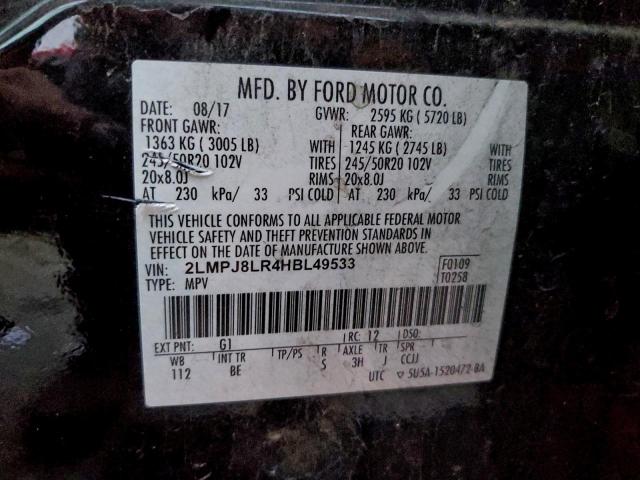 MFD. BY FORD MOTOR CO.
DATE: 08/17 GVWR: 2595 KG ( 5720 LB)
FRONT GAWR: REAR GAWR:
1363 KG ( 3005 LB) WITH 1245 KG ( 2745 LB) WITH
245/50R20 102V TIRES 245/50R20 102V TIRES
20x8.0J RIMS 20x8.0J RIMS
AT 230 kPa/ 33 PSI COLD AT 230 kPa/ 33 PSI COLD
THIS VEHICLE CONFORMS TO ALL APPLICABLE FEDERAL MOTOR
VEHICLE SAFETY AND THEFT PREVENTION STANDARDS IN
EFFECT ON THE DATE OF MANUFACTURE SHOWN ABOVE.
VIN: 2LMPJ8LR4HBL49533 F0109
TYPE: MPV T0258
EXT PNT: G1 RC: 12 DSO:
WB INT TR TP/PS R AXLE TR SPR
112 BE S 3H J CCJJ
UTC 5U5A-1520472-BA